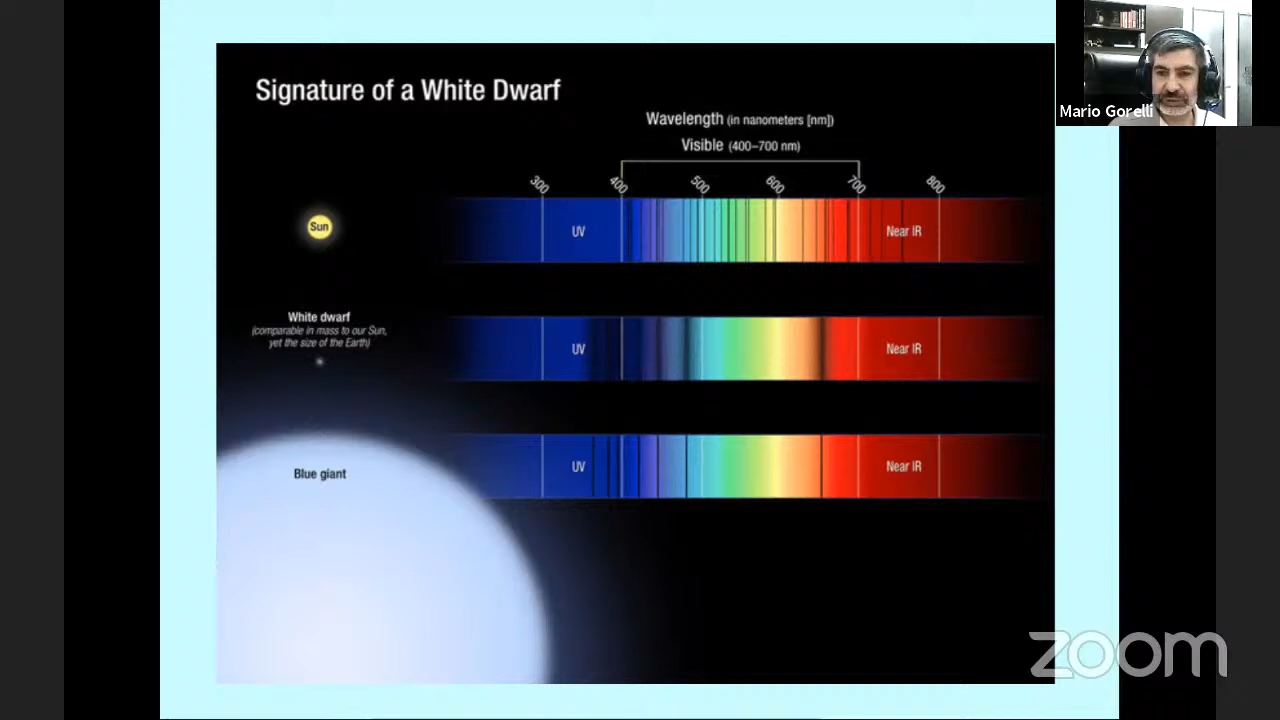 Signature of a White Dwarf
Wavelength (in nanometers [nm])
Visible (400–700 nm)
300 400 500 600 700 800
Sun
UV
Near IR
White dwarf
(comparable in mass to our Sun,
yet the size of the Earth)
UV
Near IR
Blue giant
UV
Near IR
Mario Gorelli
zoom